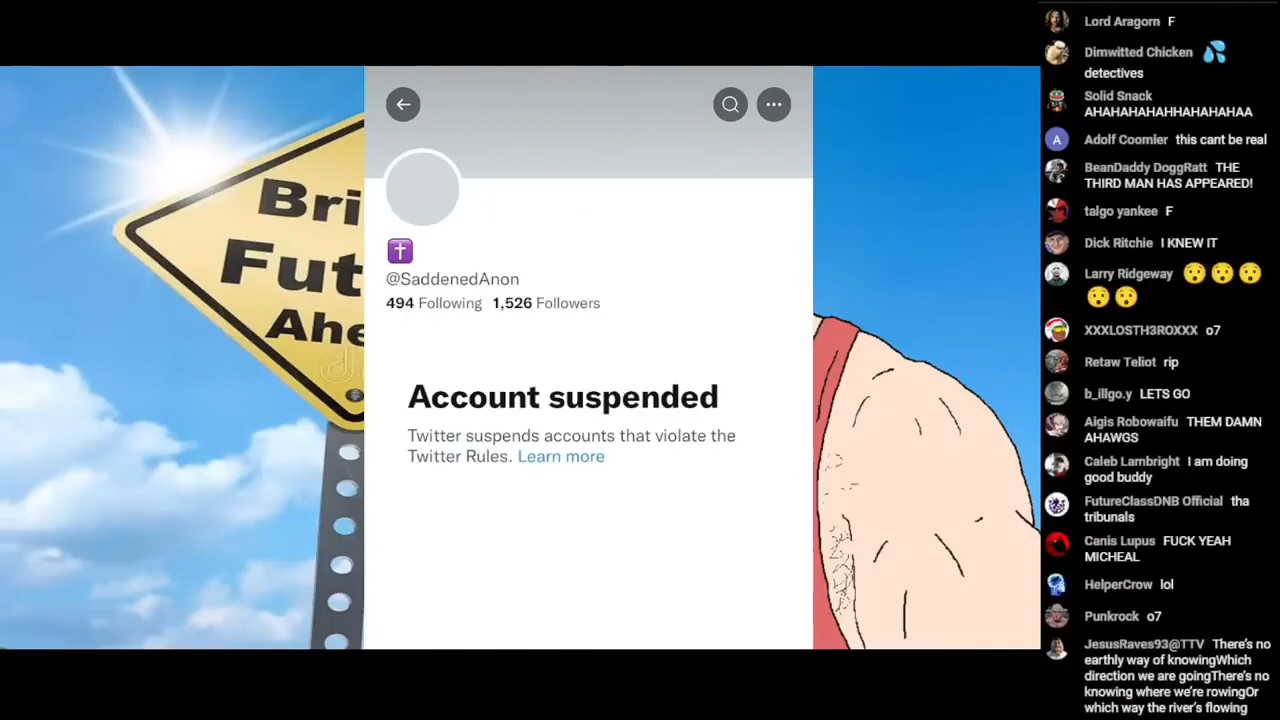 Bri
Fut
Ahe
✝️
@SaddenedAnon
494 Following 1,526 Followers
Account suspended
Twitter suspends accounts that violate the
Twitter Rules. Learn more
Lord Aragorn F
Dimwitted Chicken 💦
detectives
Solid Snack
AHAHAHAHAHHAHAHAHAA
Adolf Coomler this cant be real
BeanDaddy DoggRatt THE
THIRD MAN HAS APPEARED!
talgo yankee F
Dick Ritchie I KNEW IT
Larry Ridgeway 😯😯😯
😯😯
XXXLOSTH3ROXXX o7
Retaw Teliot rip
b_illgo.y LETS GO
Aigis Robowaifu THEM DAMN
AHAWGS
Caleb Lambright I am doing
good buddy
FutureClassDNB Official tha
tribunals
Canis Lupus FUCK YEAH
MICHEAL
HelperCrow lol
Punkrock o7
JesusRaves93@TTV There's no
earthly way of knowingWhich
direction we are goingThere's no
knowing where we're rowingOr
which way the river's flowing